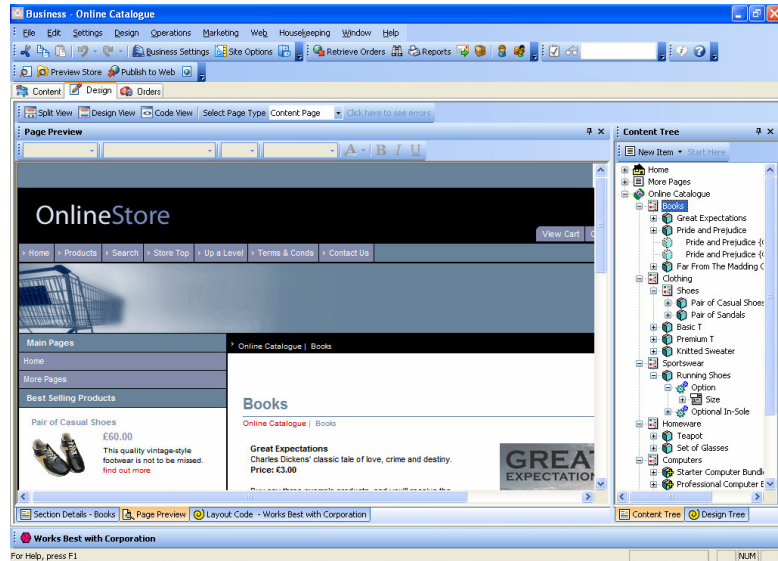 Business - Online Catalogue
File Edit Settings Design Operations Marketing Web Housekeeping Window Help
Business Settings Site Options Retrieve Orders Reports
Preview Store Publish to Web
Content Design Orders
Split View Design View Code View Select Page Type Content Page Click here to see errors
Page Preview
A B I U
OnlineStore
View Cart C
Home Products Search Store Top Up a Level Terms & Conds Contact Us
Main Pages
Online Catalogue | Books
Home
More Pages
Best Selling Products
Pair of Casual Shoes
£60.00
This quality vintage-style
footwear is not to be missed.
find out more
Books
Online Catalogue | Books
Great Expectations
Charles Dickens' classic tale of love, crime and destiny.
Price: £3.00
GREAT
EXPECTATION
Section Details - Books Page Preview Layout Code - Works Best with Corporation
Content Tree
New Item Start Here
Home
More Pages
Online Catalogue
Books
Great Expectations
Pride and Prejudice
Pride and Prejudice {(
Pride and Prejudice {(
Far From The Madding C
Clothing
Shoes
Pair of Casual Shoes
Pair of Sandals
Basic T
Premium T
Knitted Sweater
Sportswear
Running Shoes
Option
Size
Optional In-Sole
Homeware
Teapot
Set of Glasses
Computers
Starter Computer Bundl
Professional Computer E
Content Tree Design Tree
Works Best with Corporation
For Help, press F1
NUM